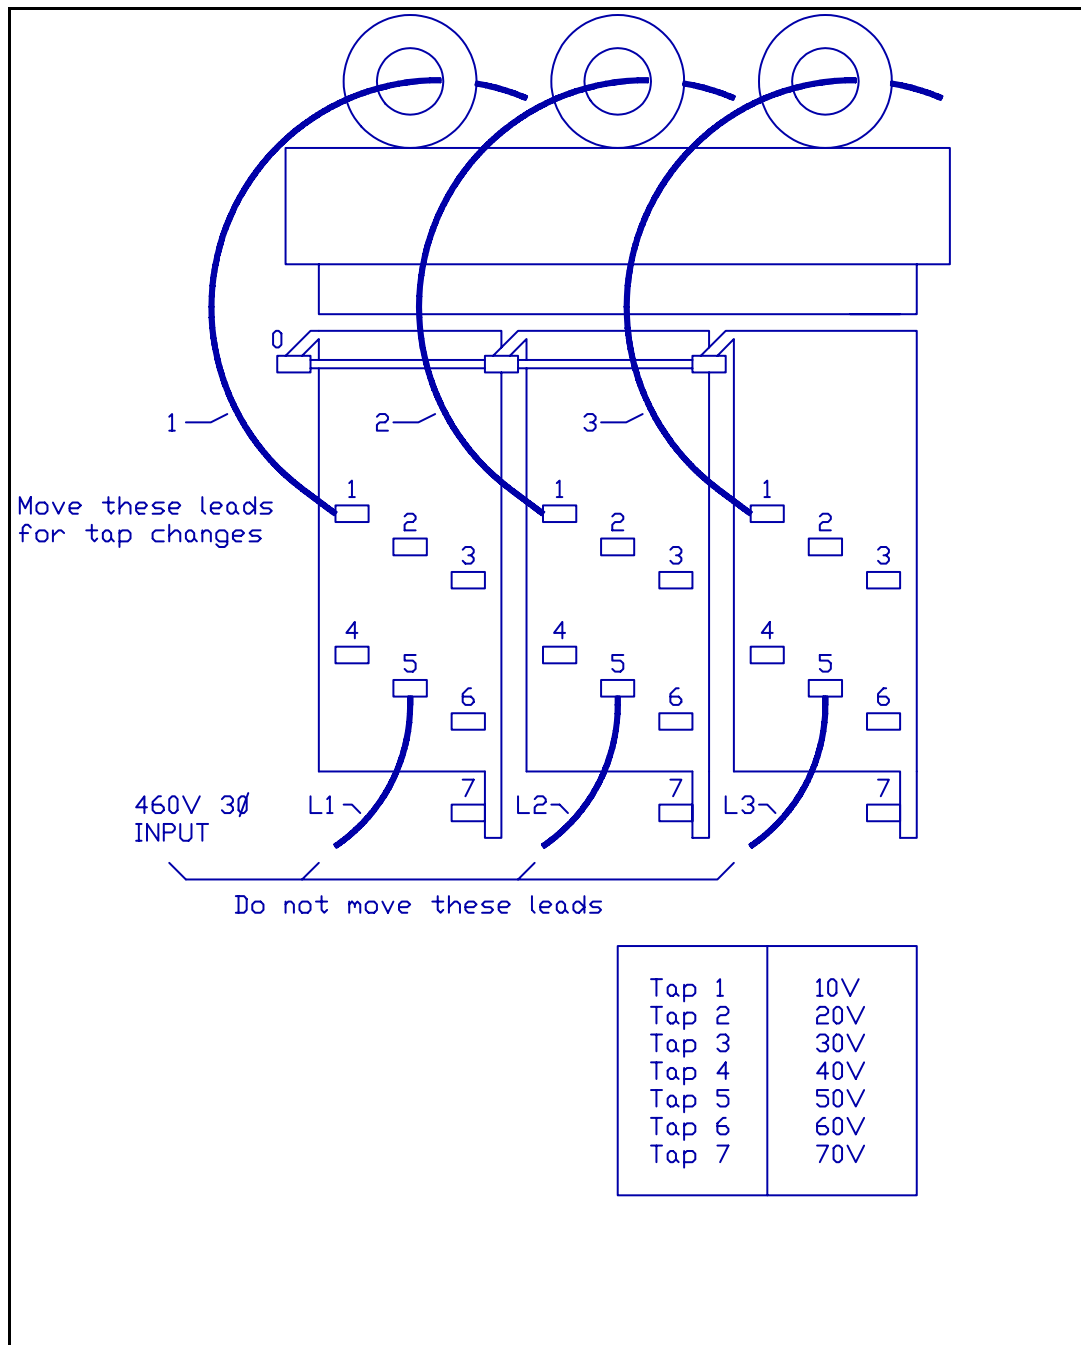 0
1 2 3
Move these leads
for tap changes
1 1 1
2 2 2
3 3 3
4 4 4
5 5 5
6 6 6
7 7 7
460V 3Ø
INPUT
L1 L2 L3
Do not move these leads
Tap 1 10V
Tap 2 20V
Tap 3 30V
Tap 4 40V
Tap 5 50V
Tap 6 60V
Tap 7 70V